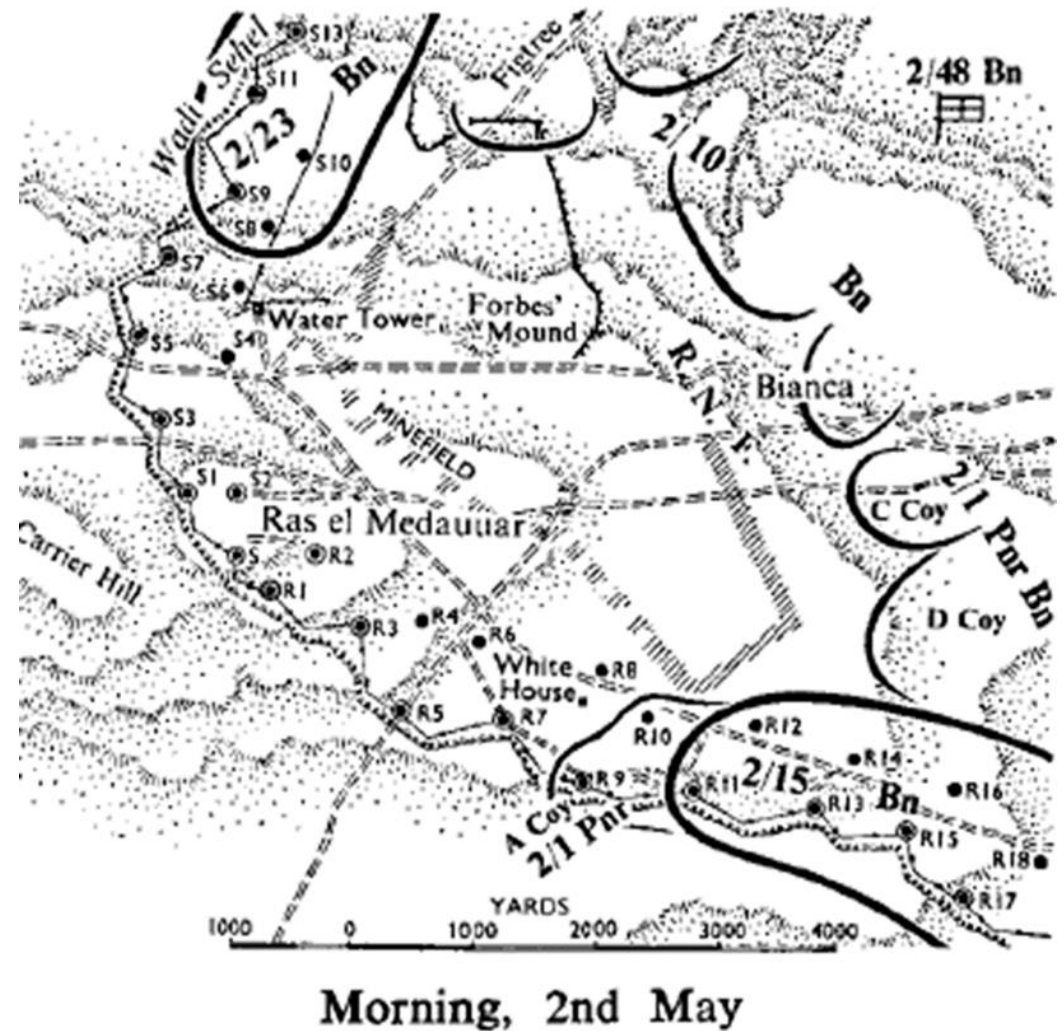 S13
Figtree
S11
Bn
2/48 Bn
Wadi Sehel
2/23
S10
2/10
S9
S8
S7
Bn
S6
Water Tower
Forbes'
Mound
S5
S4
R. N. F.
Bianca
S3
MINEFIELD
S1
S2
C Coy
2/1 Pnr Bn
Ras el Medauuar
S
R2
Carrier Hill
R1
D Coy
R3
R4
R6
White
House
R8
R5
R7
R10
R12
R9
R11
2/15
Bn
R14
R16
A Coy
2/1 Pnr
R13
R15
R18
R17
YARDS
1000 0 1000 2000 3000 4000
Morning, 2nd May